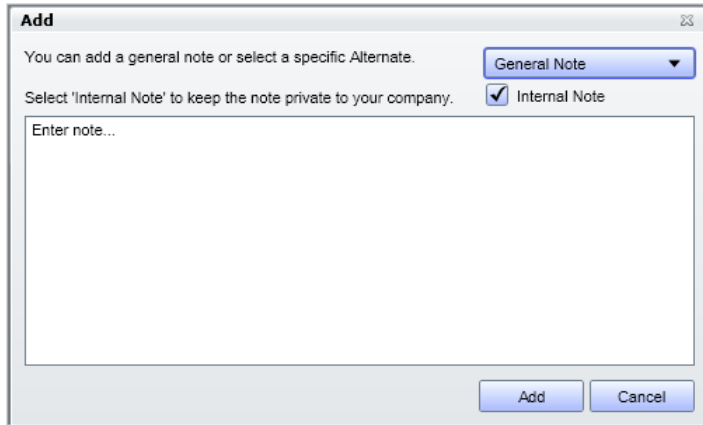 Add
You can add a general note or select a specific Alternate.
General Note
Select 'Internal Note' to keep the note private to your company.
Internal Note
Enter note...
Add
Cancel